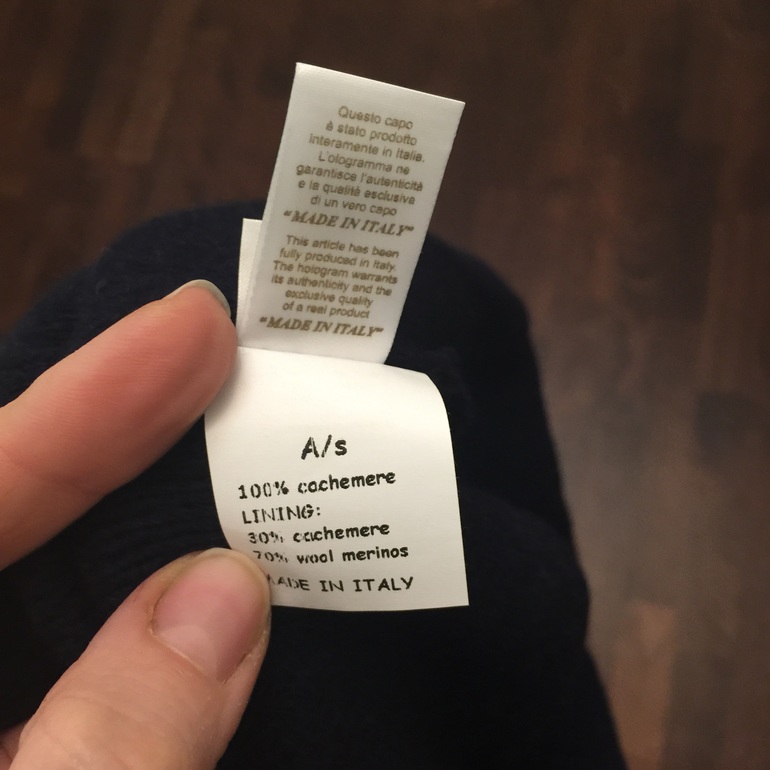 Questo capo
è stato prodotto
interamente in Italie.
L'ologramma ne
garantisce l'autenticità
e la qualità esclusive
di un vero capo
"MADE IN ITALY"
This article has been
fully produced in Italy.
The hologram warrants
its authenticity and the
exclusive quality
of a real product
"MADE IN ITALY"
A/s
100% cachemere
LINING:
30% cachemere
70% wool merinos
MADE IN ITALY